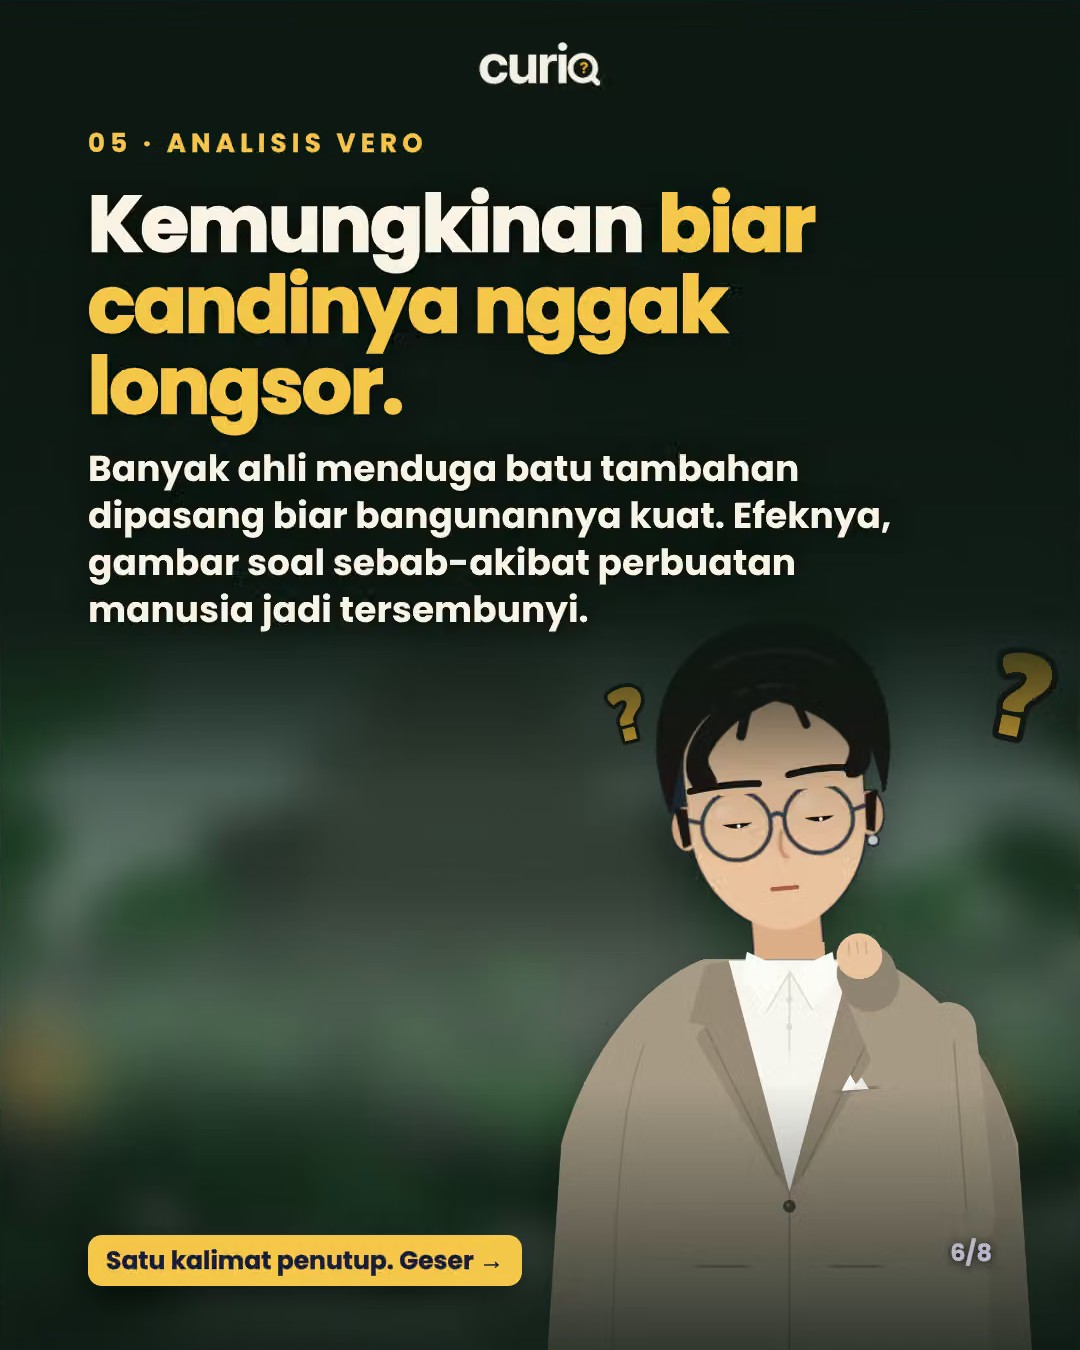 curio
05 · ANALISIS VERO
Kemungkinan biar
candinya nggak
longsor.
Banyak ahli menduga batu tambahan
dipasang biar bangunannya kuat. Efeknya,
gambar soal sebab-akibat perbuatan
manusia jadi tersembunyi.
? ?
Satu kalimat penutup. Geser →
6/8